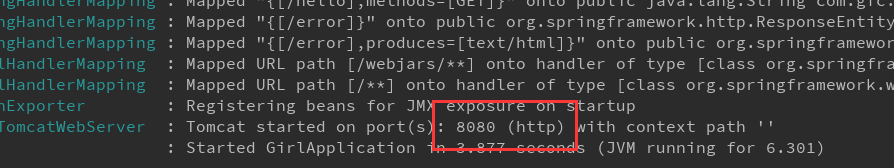 ngHandlerMapping : Mapped "{[/hello],methods=[GET]}" onto public java.lang.String com.
ngHandlerMapping : Mapped "{[/error]}" onto public org.springframework.http.ResponseEntity
ngHandlerMapping : Mapped "{[/error],produces=[text/html]}" onto public org.springframewor
lHandlerMapping : Mapped URL path [/webjars/**] onto handler of type [class org.springfra
lHandlerMapping : Mapped URL path [/**] onto handler of type [class org.springframework.w
nExporter : Registering beans for JMX exposure on startup
TomcatWebServer : Tomcat started on port(s): 8080 (http) with context path ''
: Started GirlApplication in 3.877 seconds (JVM running for 6.301)